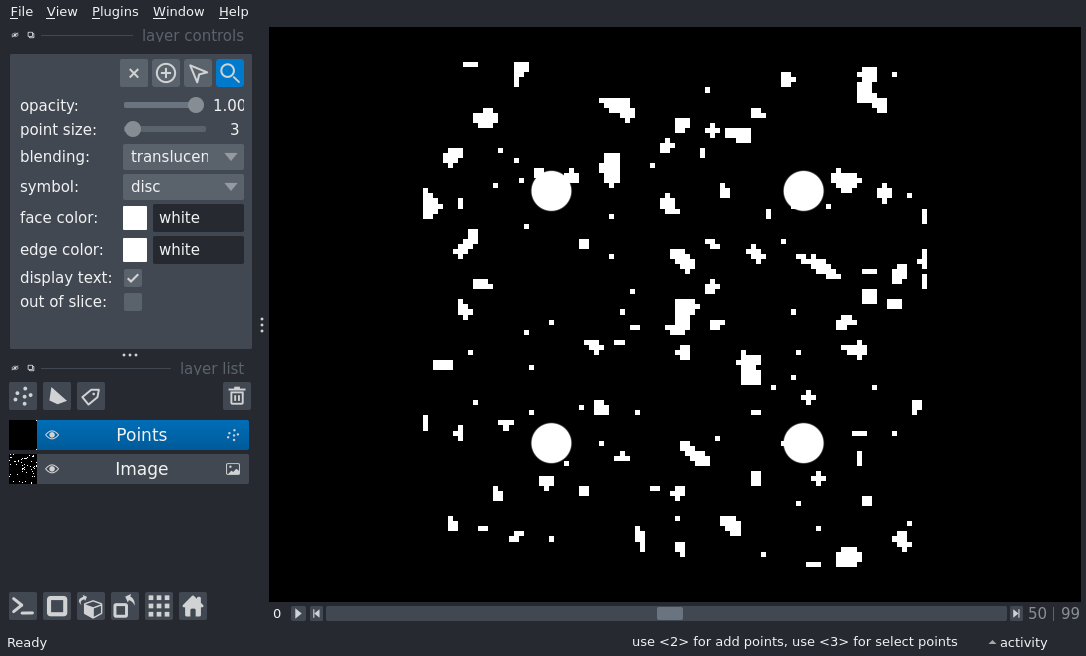 File View Plugins Window Help
layer controls
opacity: 1.00
point size: 3
blending: translucen
symbol: disc
face color: white
edge color: white
display text:
out of slice:
layer list
Points
Image
0 50 | 99
Ready use <2> for add points, use <3> for select points activity